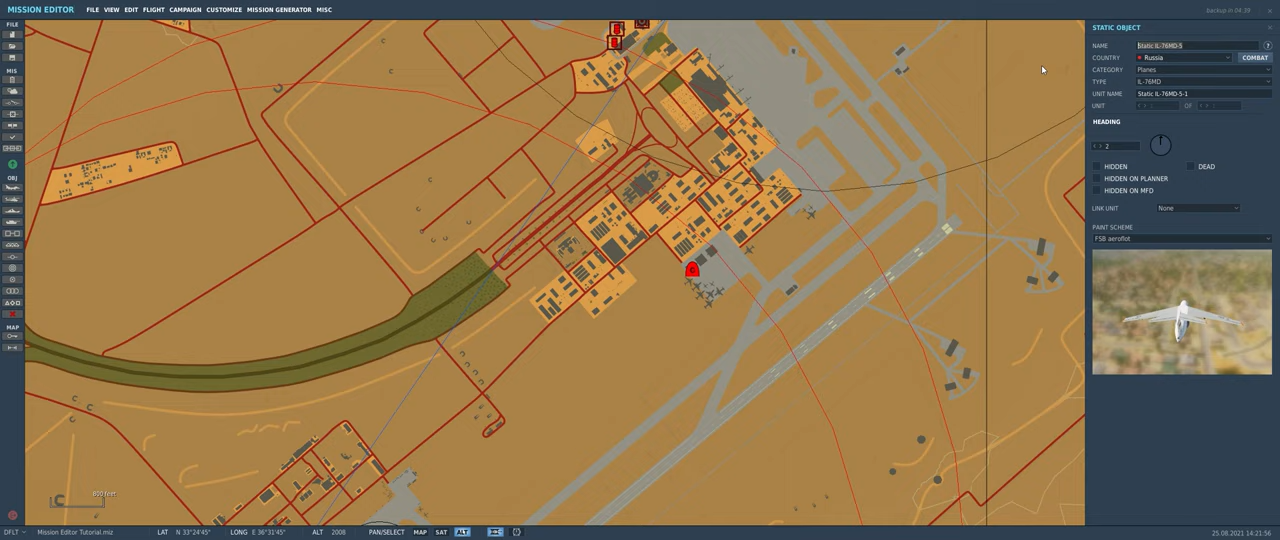 MISSION EDITOR FILE VIEW EDIT FLIGHT CAMPAIGN CUSTOMIZE MISSION GENERATOR MISC backup in 04:39
FILE
STATIC OBJECT
NAME Static IL-76MD-5 ?
COUNTRY Russia COMBAT
CATEGORY Planes
MIS
TYPE IL-76MD
UNIT NAME Static IL-76MD-5-1
UNIT OF
HEADING
2
HIDDEN DEAD
HIDDEN ON PLANNER
OBJ
HIDDEN ON MFD
LINK UNIT None
PAINT SCHEME
FSB aeroflot
MAP
800 feet
DFLT Mission Editor Tutorial.miz LAT N 33°24'45" LONG E 36°31'45" ALT 2008 PAN/SELECT MAP SAT ALT 25.08.2021 14:21:56